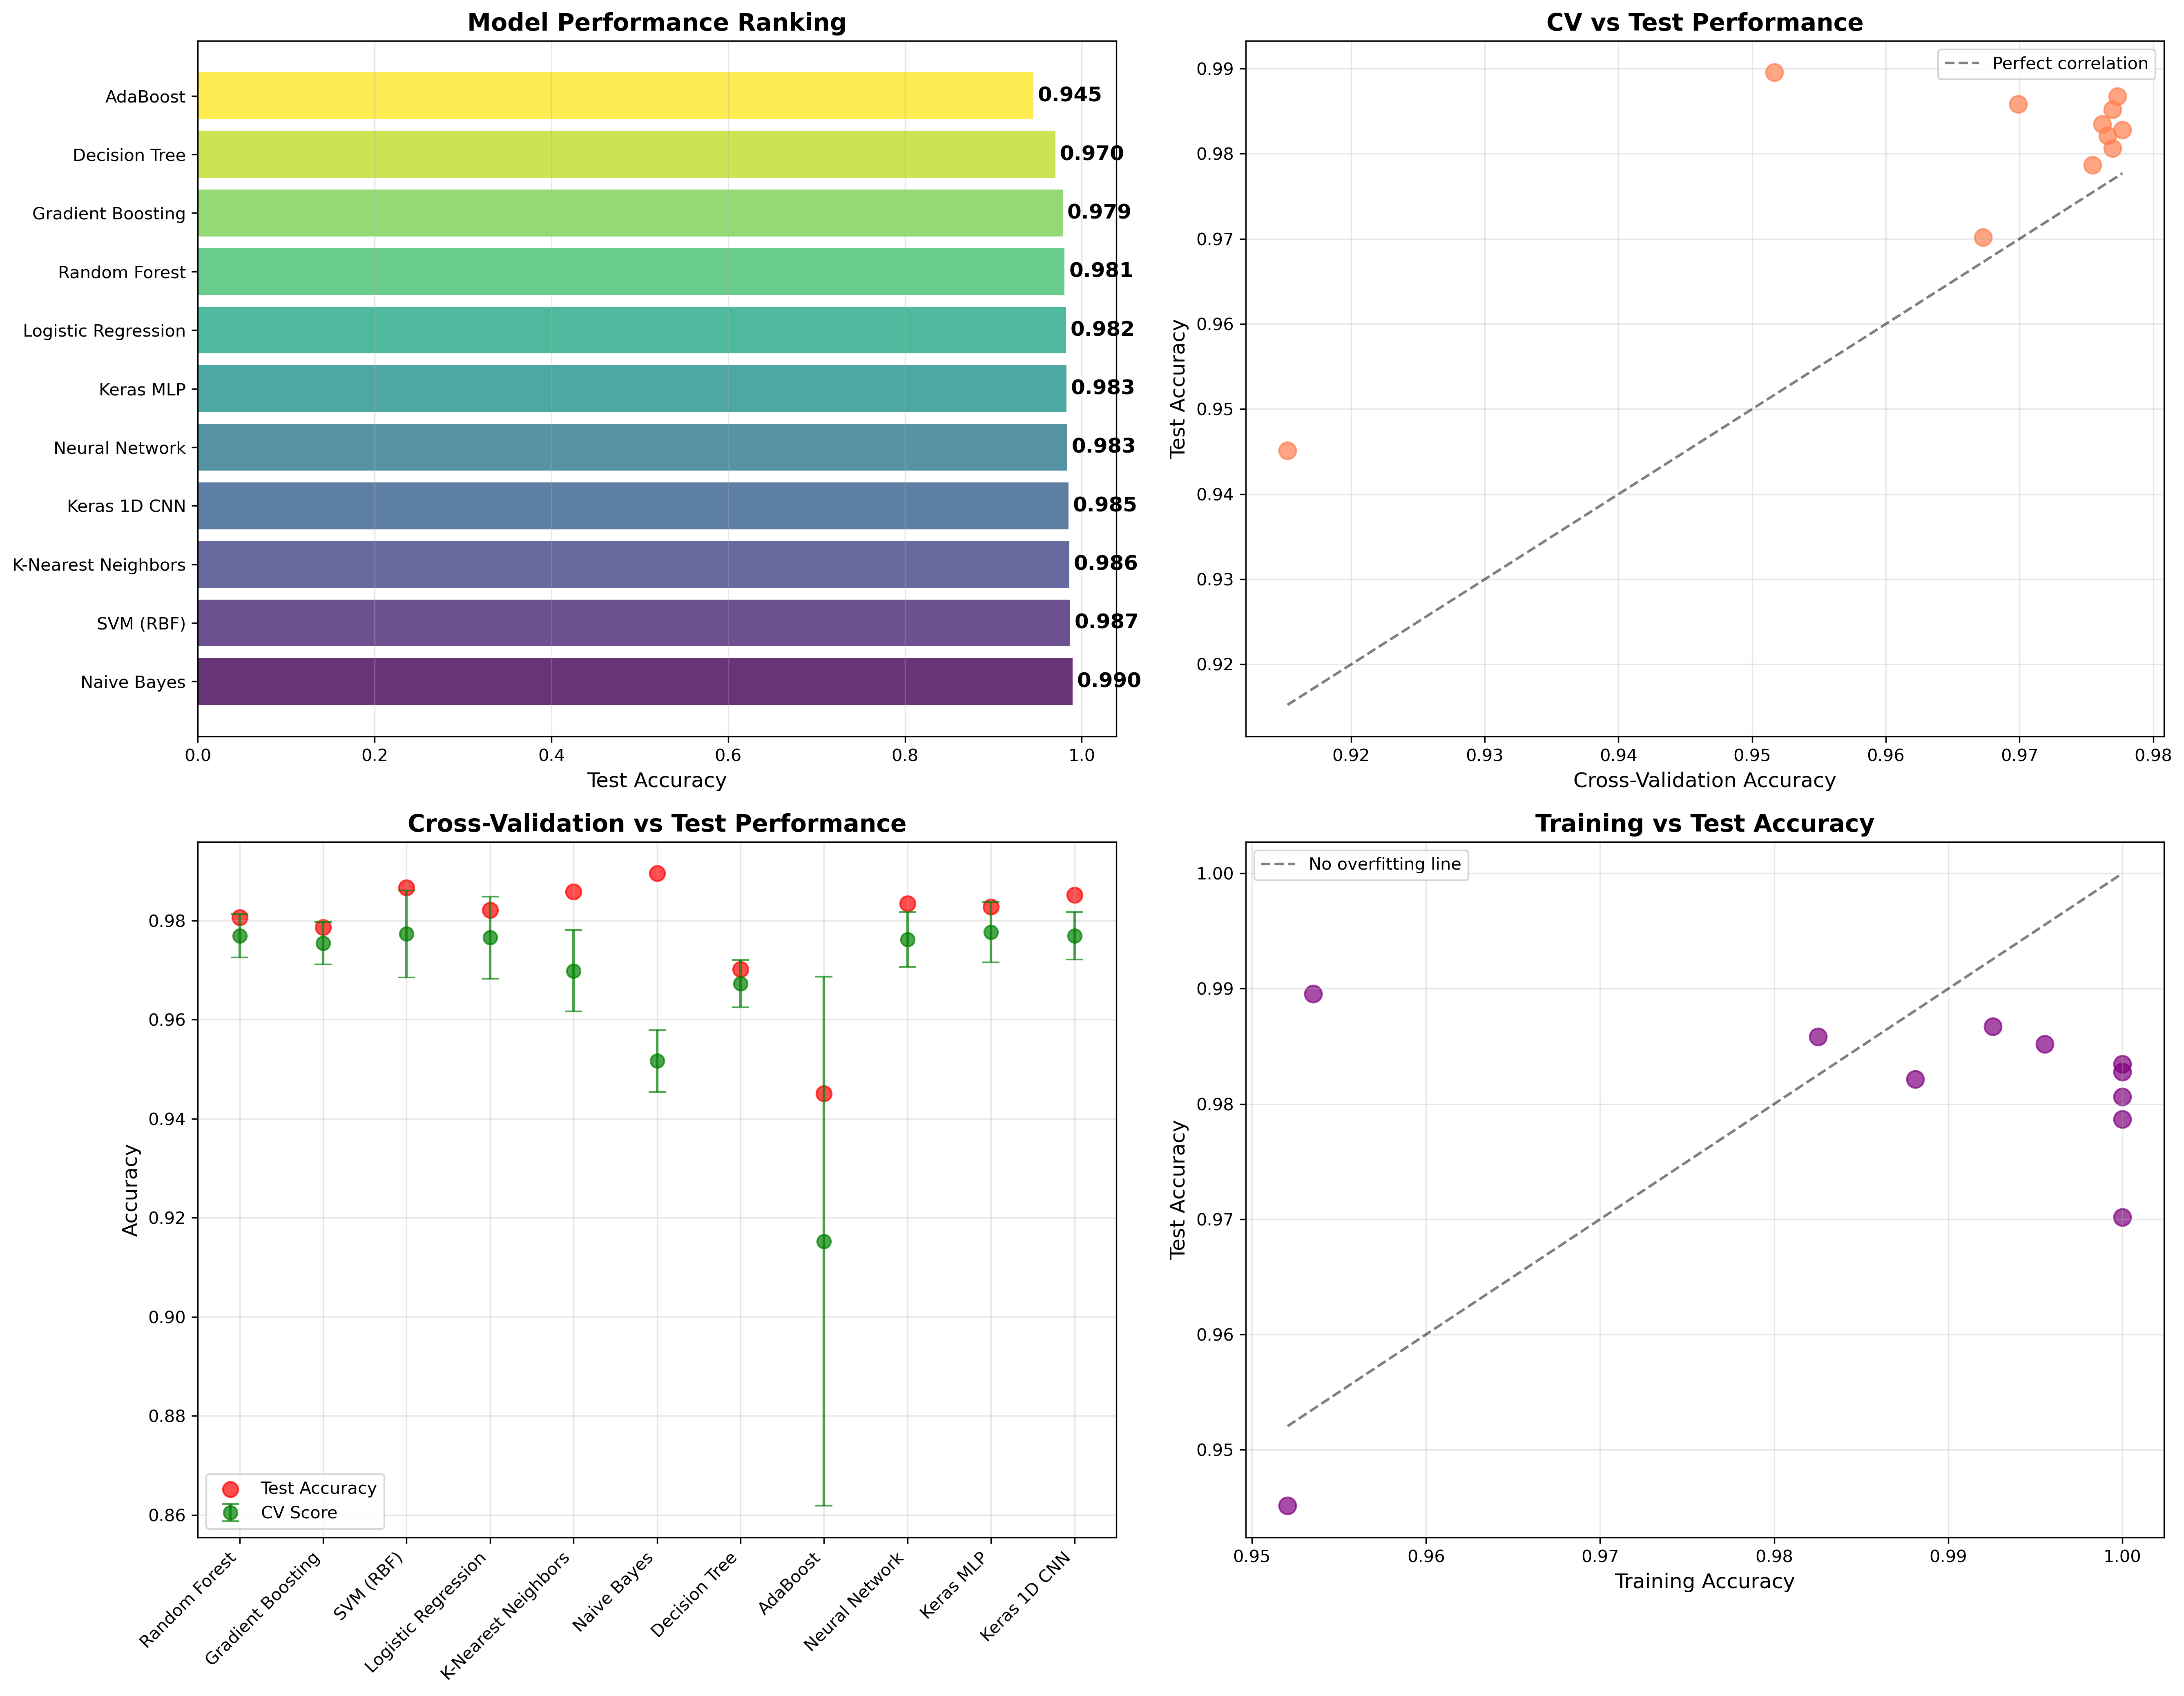 Model Performance Ranking
AdaBoost
0.945
Decision Tree
0.970
Gradient Boosting
0.979
Random Forest
0.981
Logistic Regression
0.982
Keras MLP
0.983
Neural Network
0.983
Keras 1D CNN
0.985
K-Nearest Neighbors
0.986
SVM (RBF)
0.987
Naive Bayes
0.990
0.0 0.2 0.4 0.6 0.8 1.0
Test Accuracy
CV vs Test Performance
Perfect correlation
Test Accuracy
0.99
0.98
0.97
0.96
0.95
0.94
0.93
0.92
0.92 0.93 0.94 0.95 0.96 0.97 0.98
Cross-Validation Accuracy
Cross-Validation vs Test Performance
Accuracy
0.98
0.96
0.94
0.92
0.90
0.88
0.86
Test Accuracy
CV Score
Random Forest
Gradient Boosting
SVM (RBF)
Logistic Regression
K-Nearest Neighbors
Naive Bayes
Decision Tree
AdaBoost
Neural Network
Keras MLP
Keras 1D CNN
Training vs Test Accuracy
No overfitting line
Test Accuracy
1.00
0.99
0.98
0.97
0.96
0.95
0.95 0.96 0.97 0.98 0.99 1.00
Training Accuracy